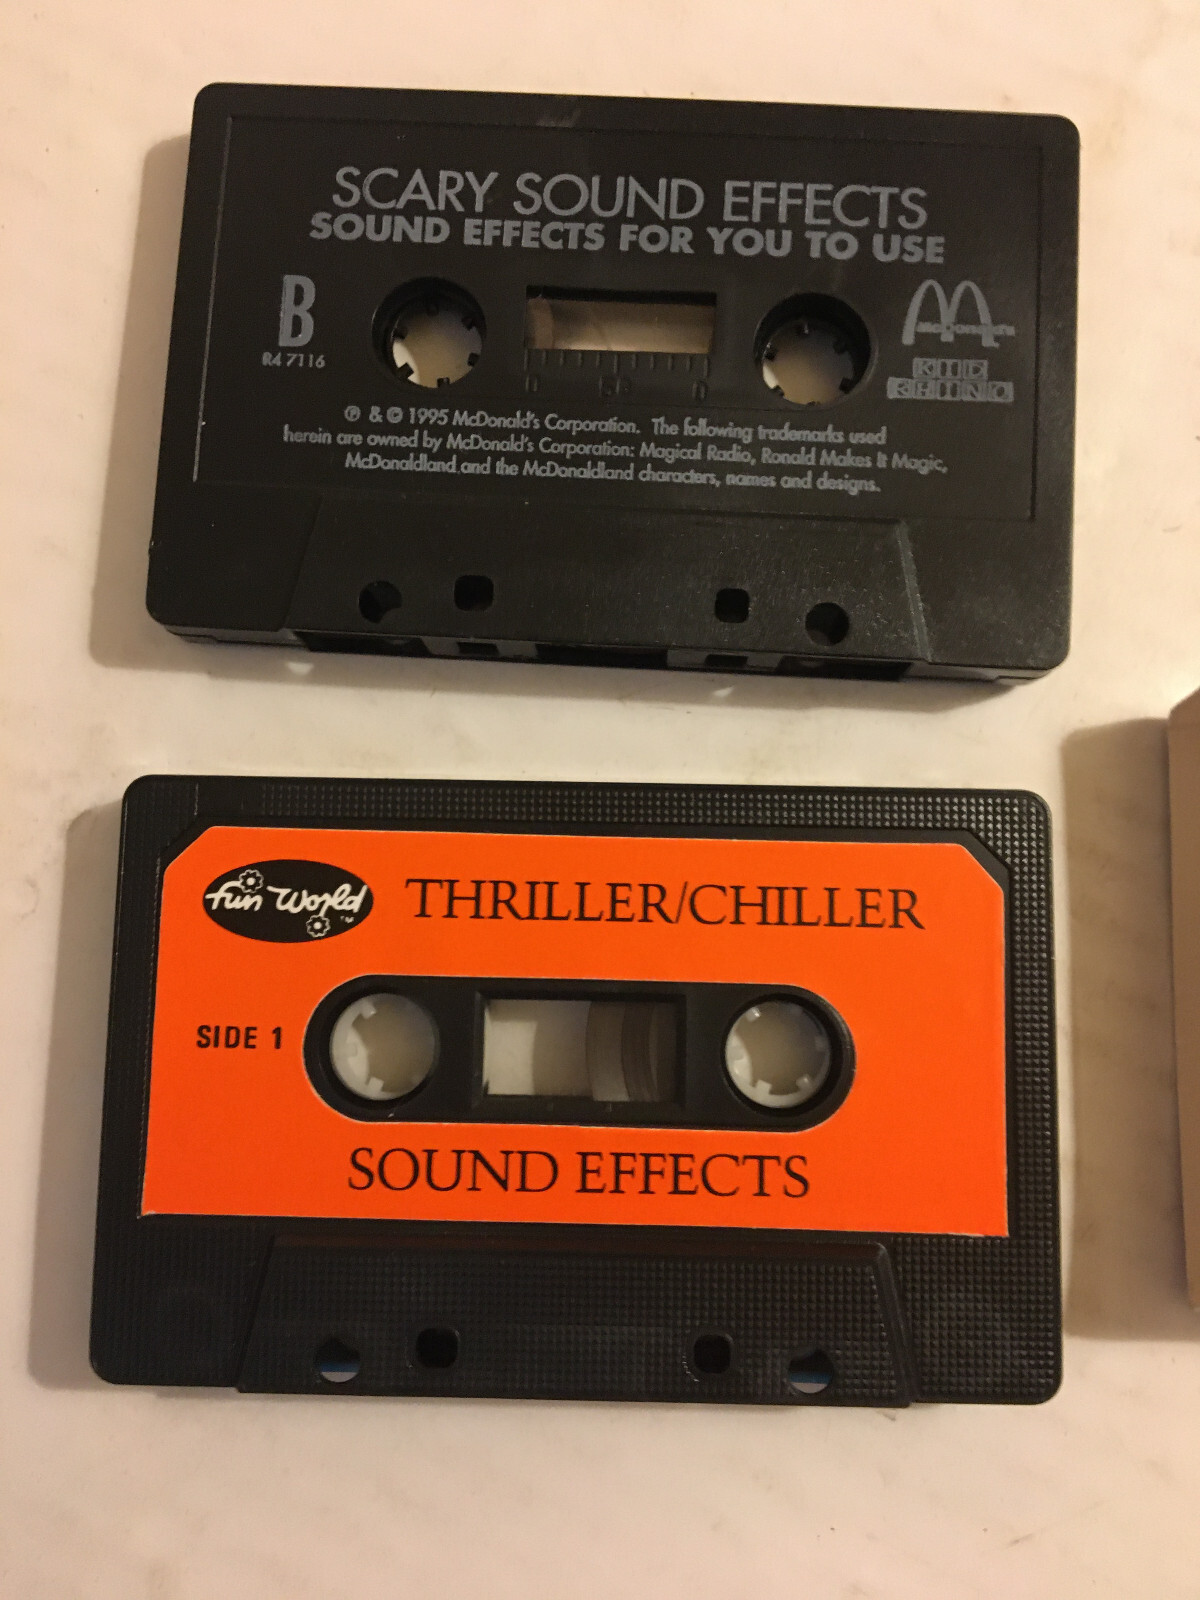 SCARY SOUND EFFECTS
SOUND EFFECTS FOR YOU TO USE
B
R4 7116
McDonald's
KID
RHINO
℗ & © 1995 McDonald's Corporation. The following trademarks used
herein are owned by McDonald's Corporation: Magical Radio, Ronald Makes It Magic,
McDonaldland and the McDonaldland characters, names and designs.
fun world ™
THRILLER/CHILLER
SIDE 1
SOUND EFFECTS